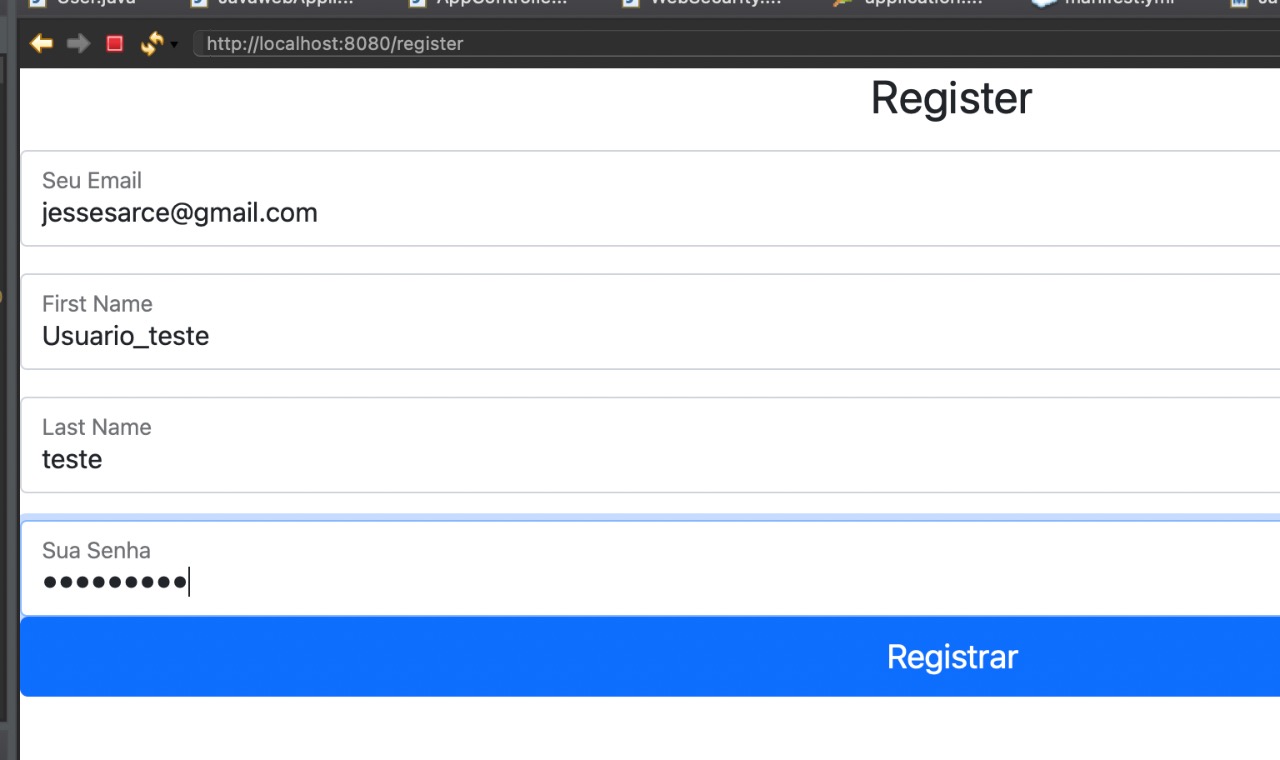 User.java JavawebAppli.... AppControlle... WebSecurity.... application.... manifest.yml
http://localhost:8080/register
Register
Seu Email
jessesarce@gmail.com
First Name
Usuario_teste
Last Name
teste
Sua Senha
Registrar